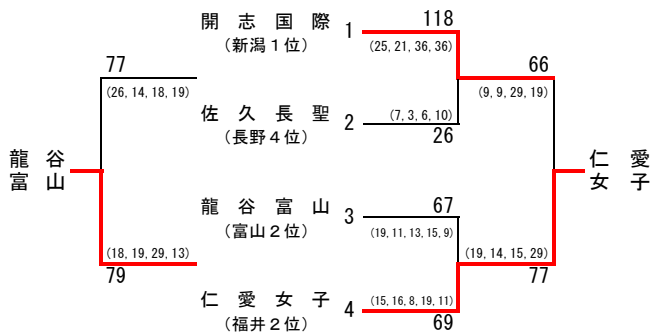 開志国際
(新潟1位)
1
118
(25, 21, 36, 36)
77
(26, 14, 18, 19)
66
(9, 9, 29, 19)
佐久長聖
(長野4位)
2
(7, 3, 6, 10)
26
龍谷
富山
仁愛
女子
龍谷富山
(富山2位)
3
67
(19, 11, 13, 15, 9)
(18, 19, 29, 13)
79
(19, 14, 15, 29)
77
仁愛女子
(福井2位)
4
(15, 16, 8, 19, 11)
69